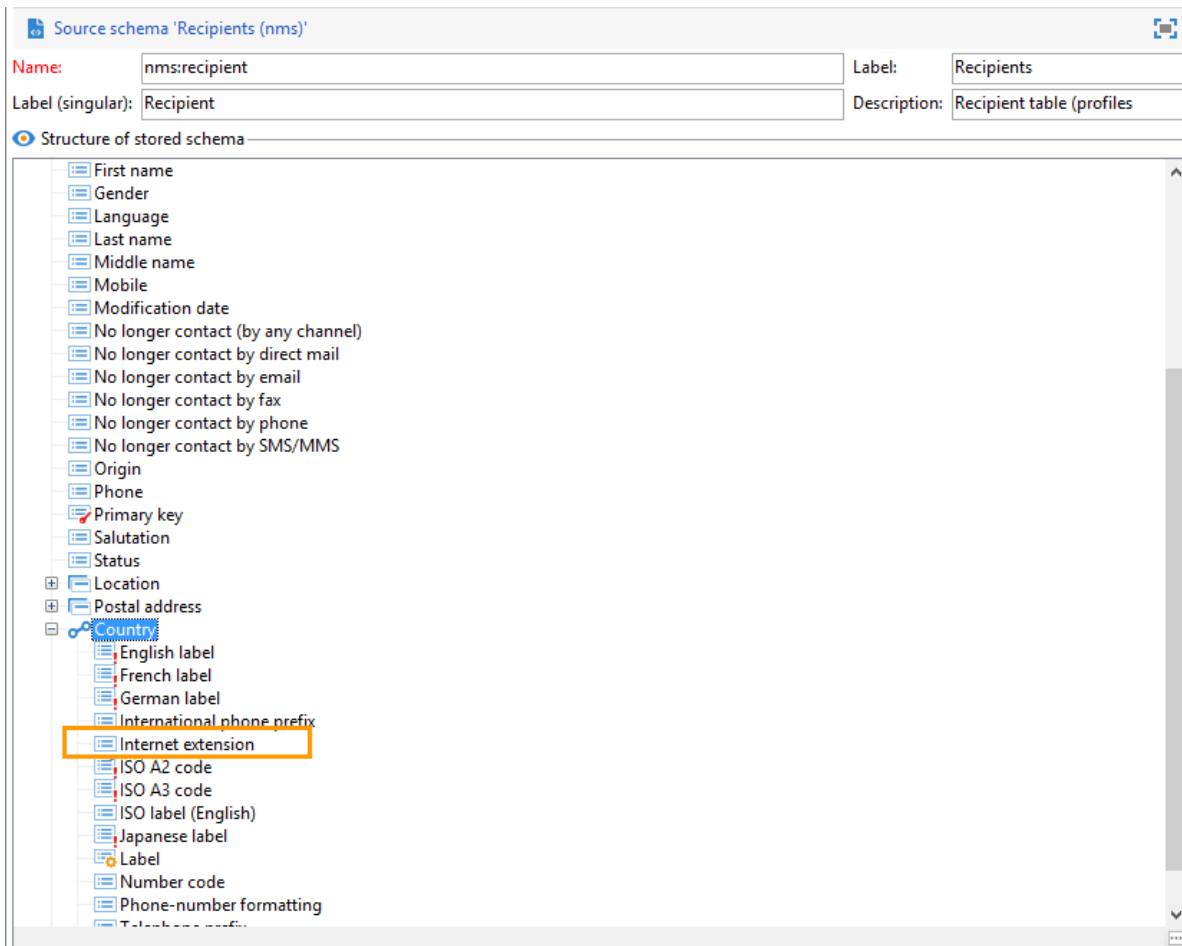 Source schema 'Recipients (nms)'
Name: nms:recipient Label: Recipients
Label (singular): Recipient Description: Recipient table (profiles
Structure of stored schema
First name
Gender
Language
Last name
Middle name
Mobile
Modification date
No longer contact (by any channel)
No longer contact by direct mail
No longer contact by email
No longer contact by fax
No longer contact by phone
No longer contact by SMS/MMS
Origin
Phone
Primary key
Salutation
Status
Location
Postal address
Country
English label
French label
German label
International phone prefix
Internet extension
ISO A2 code
ISO A3 code
ISO label (English)
Japanese label
Label
Number code
Phone-number formatting
Telephone prefix